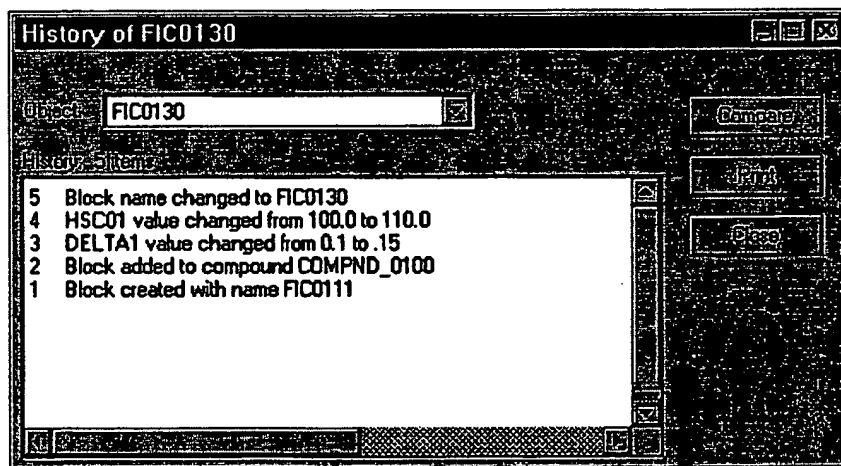 History of FIC0130
Object: FIC0130
Compare
History - 5 Items
Print
5 Block name changed to FIC0130
4 HSC01 value changed from 100.0 to 110.0
3 DELTA1 value changed from 0.1 to .15
2 Block added to compound COMPND_0100
1 Block created with name FIC0111
Close